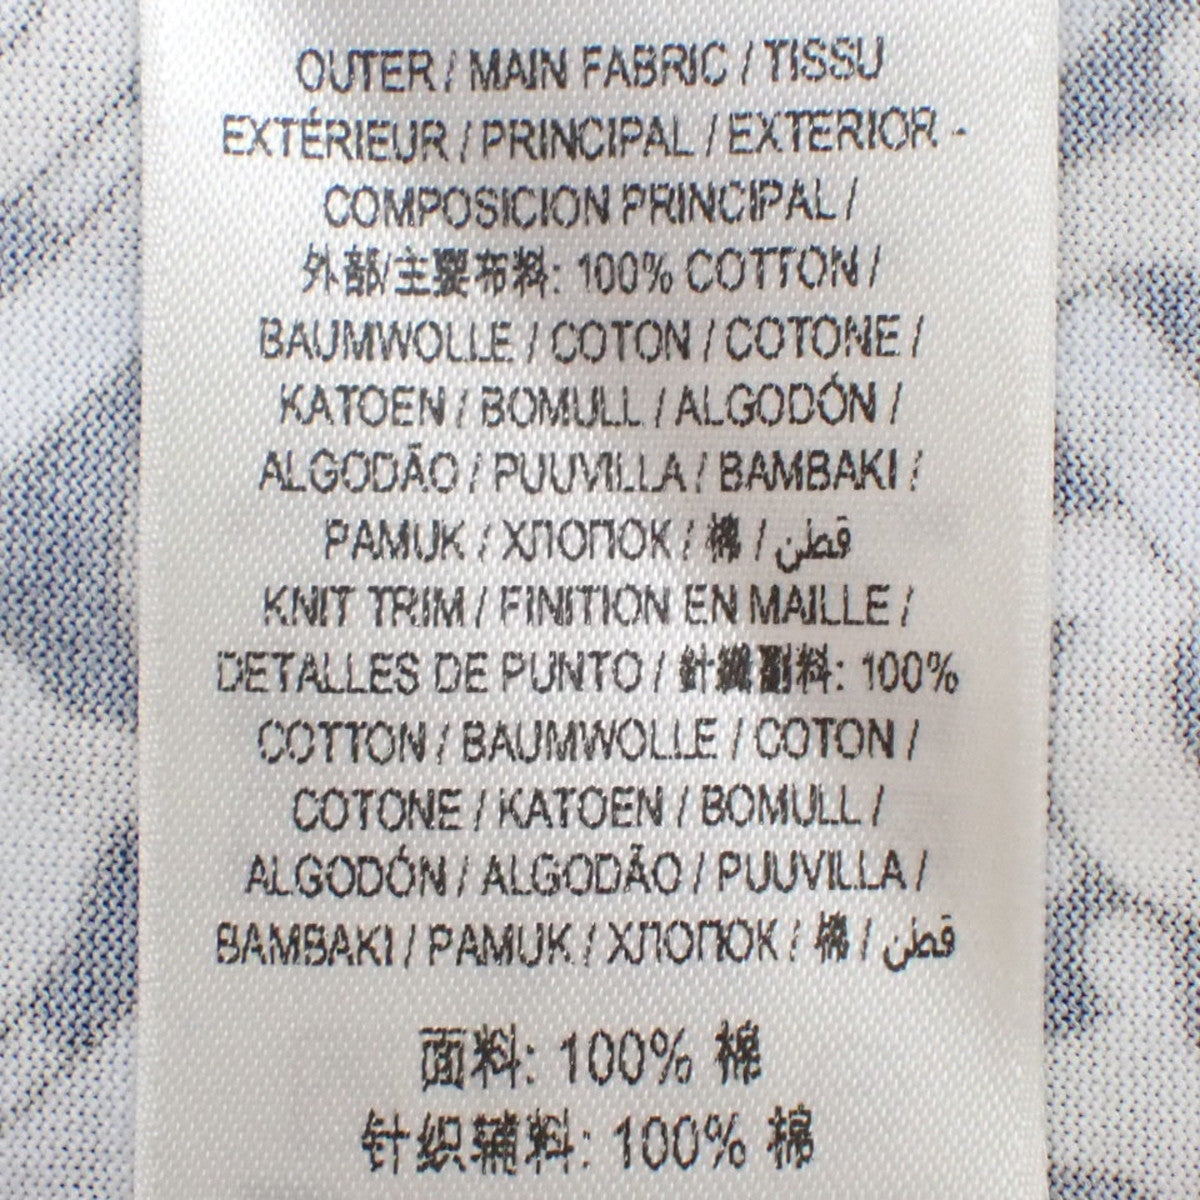 OUTER / MAIN FABRIC / TISSU
EXTÉRIEUR / PRINCIPAL / EXTERIOR -
COMPOSICION PRINCIPAL /
外部/主要布料: 100% COTTON /
BAUMWOLLE / COTON / COTONE /
KATOEN / BOMULL / ALGODÓN /
ALGODÃO / PUUVILLA / BAMBAKI /
PAMUK / ХЛОПОК / 棉 / قطن
KNIT TRIM / FINITION EN MAILLE /
DETALLES DE PUNTO / 針織副料: 100%
COTTON / BAUMWOLLE / COTON /
COTONE / KATOEN / BOMULL /
ALGODÓN / ALGODÃO / PUUVILLA /
BAMBAKI / PAMUK / ХЛОПОК / 棉 / قطن
面料: 100% 棉
针织辅料: 100% 棉